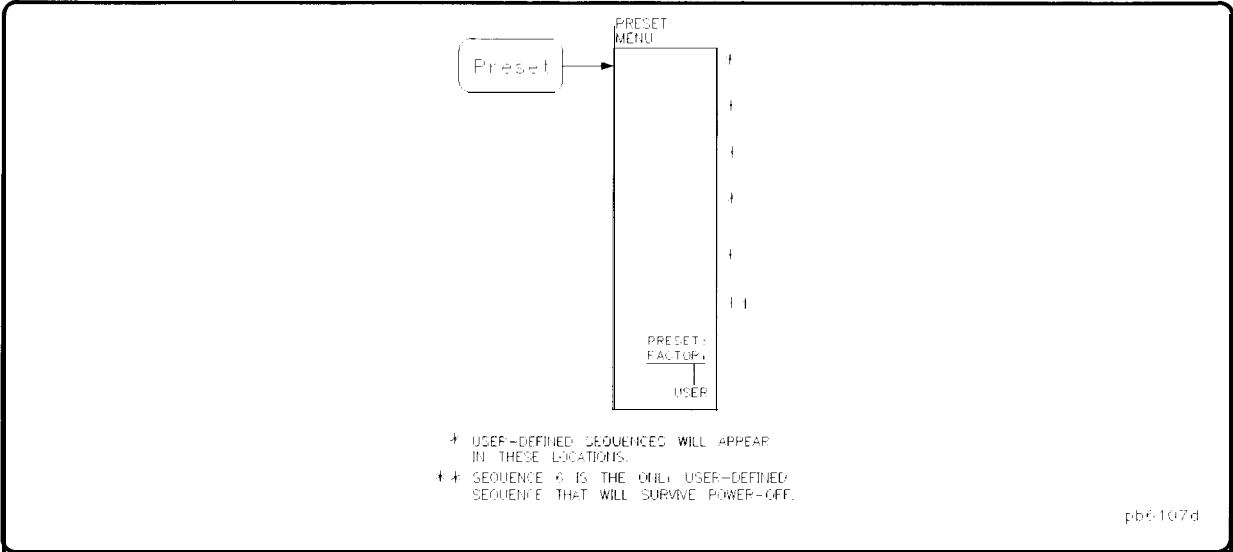 PRESET
MENU
Preset
*
*
*
*
*
* *
PRESET:
FACTORY
USER
* USER-DEFINED SEQUENCES WILL APPEAR
IN THESE LOCATIONS.
* * SEQUENCE 6 IS THE ONLY USER-DEFINED
SEQUENCE THAT WILL SURVIVE POWER-OFF.
pb6107d